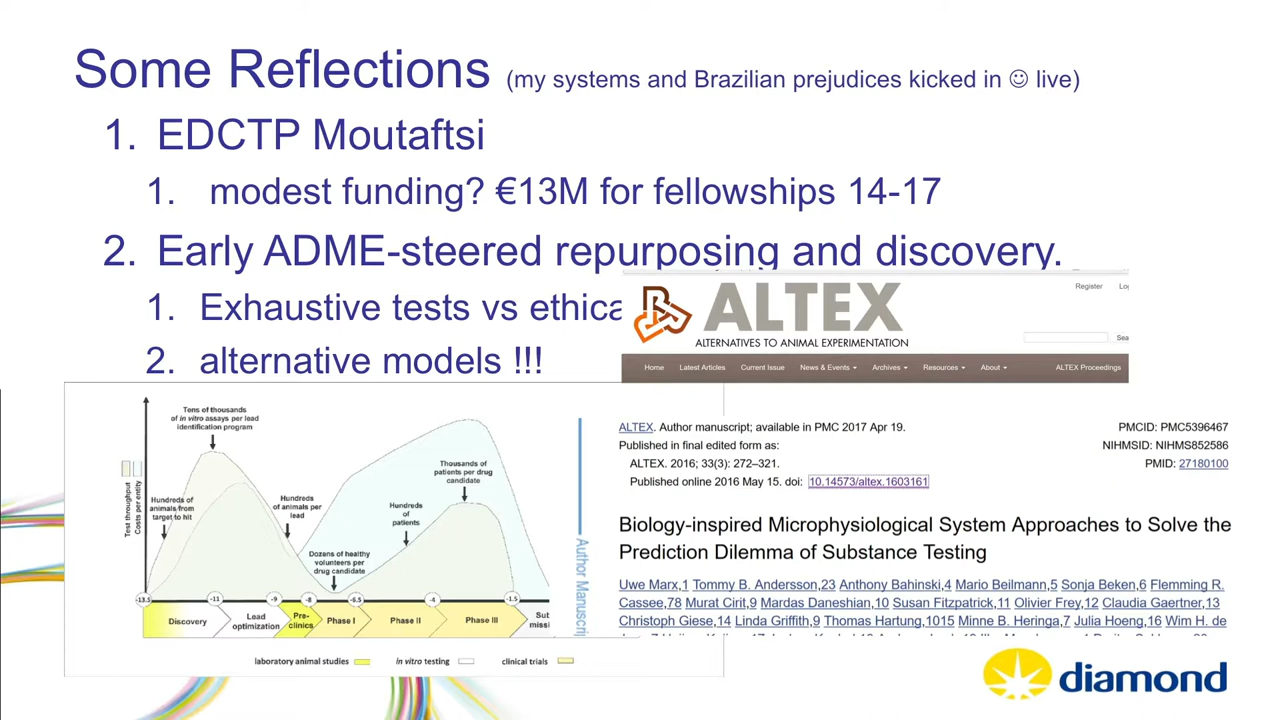 Some Reflections (my systems and Brazilian prejudices kicked in ☺ live)
1. EDCTP Moutaftsi
1. modest funding? €13M for fellowships 14-17
2. Early ADME-steered repurposing and discovery.
1. Exhaustive tests vs ethica
2. alternative models !!!
Register
ALTEX
ALTERNATIVES TO ANIMAL EXPERIMENTATION
Sea
Home Latest Articles Current Issue News & Events Archives Resources About ALTEX Proceedings
Tens of thousands
of in vitro assays per lead
identification program
Test throughput
Costs per entity
Hundreds of
animals from
target to hit
Hundreds
of animals per
lead
Dozens of healthy
volunteers per
drug candidate
Hundreds
of
patients
Thousands of
patients per drug
candidate
-13.5 -11 -9 -8 -6.5 -4 -1.5
Discovery
Lead
optimization
Pre-
clinics
Phase I
Phase II
Phase III
Sub
missi
laboratory animal studies
in vitro testing
clinical trials
Author Manuscrip
ALTEX. Author manuscript; available in PMC 2017 Apr 19.
Published in final edited form as:
ALTEX. 2016; 33(3): 272–321.
Published online 2016 May 15. doi: 10.14573/altex.1603161
PMCID: PMC5396467
NIHMSID: NIHMS852586
PMID: 27180100
Biology-inspired Microphysiological System Approaches to Solve the
Prediction Dilemma of Substance Testing
Uwe Marx,1 Tommy B. Andersson,23 Anthony Bahinski,4 Mario Beilmann,5 Sonja Beken,6 Flemming R.
Cassee,78 Murat Cirit,9 Mardas Daneshian,10 Susan Fitzpatrick,11 Olivier Frey,12 Claudia Gaertner,13
Christoph Giese,14 Linda Griffith,9 Thomas Hartung,1015 Minne B. Heringa,7 Julia Hoeng,16 Wim H. de
diamond